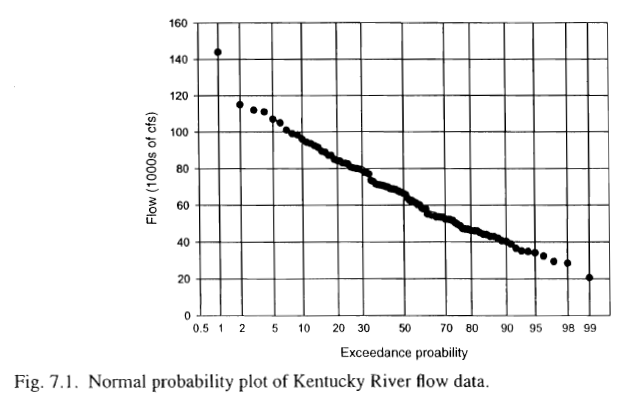 160
140
120
100
80
60
40
20
0
Flow (1000s of cfs)
0.5 1 2 5 10 20 30 50 70 80 90 95 98 99
Exceedance proability
Fig. 7.1. Normal probability plot of Kentucky River flow data.